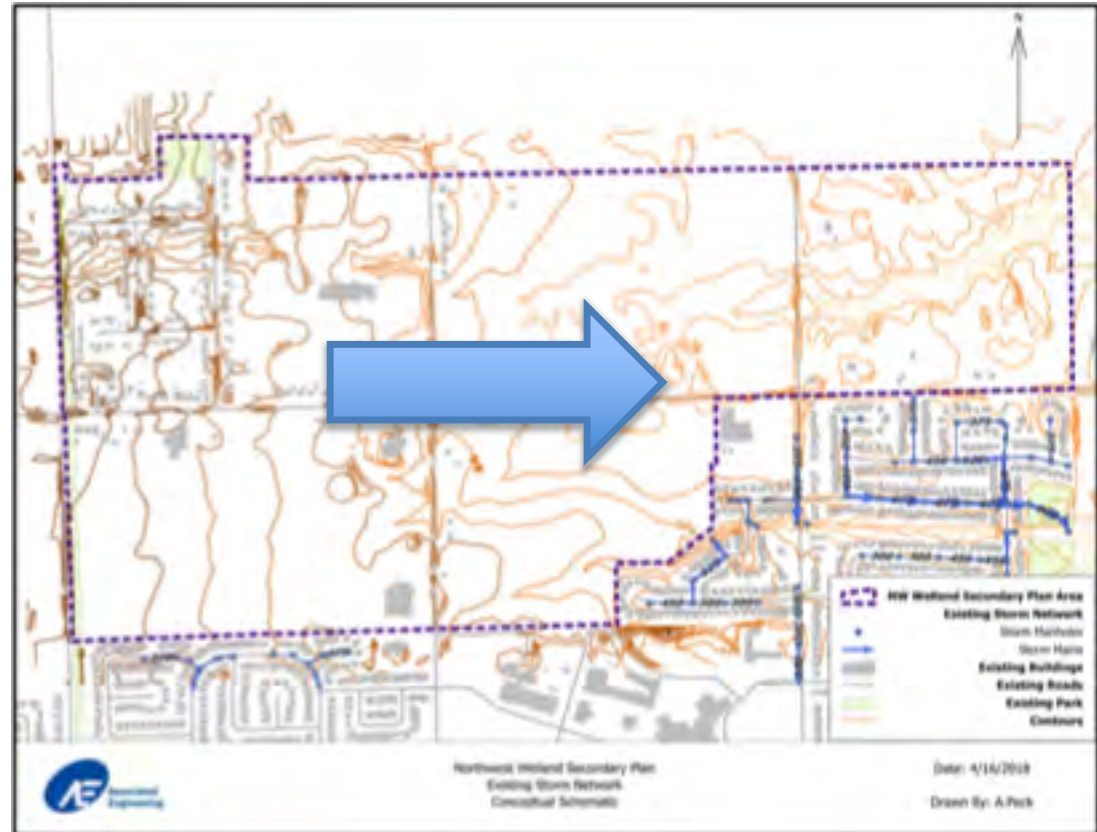 N
NW Welland Secondary Plan Area
Existing Storm Network
Storm Manholes
Storm Mains
Existing Buildings
Existing Roads
Existing Park
Contours
Associated
Engineering
Northwest Welland Secondary Plan
Existing Storm Network
Conceptual Schematic
Date: 4/16/2018
Drawn By: A.Peck